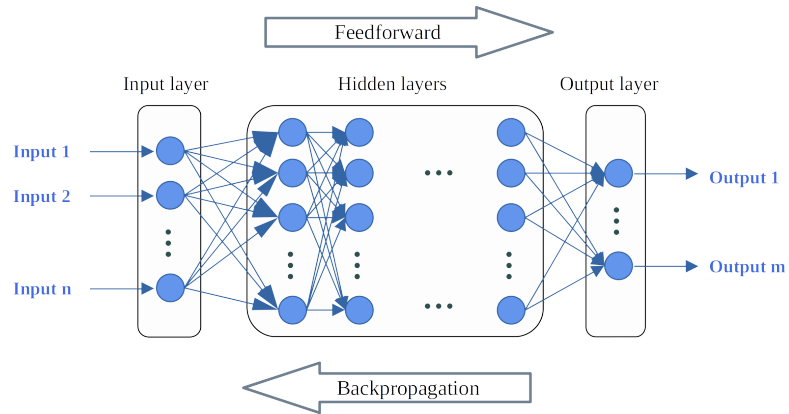 Feedforward
Input layer
Hidden layers
Output layer
Input 1
Input 2
Input n
Output 1
Output m
Backpropagation